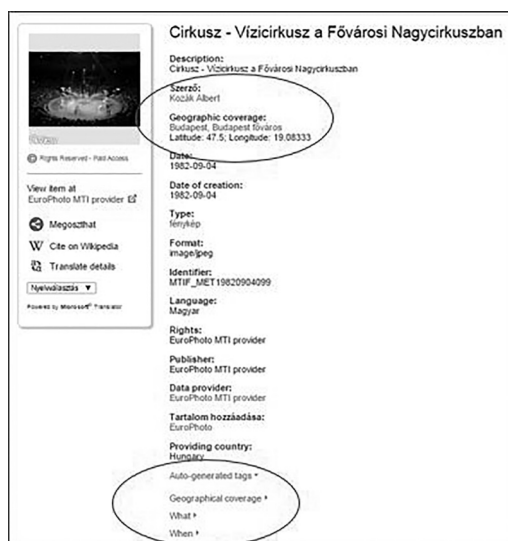 Cirkusz - Vízicirkusz a Fővárosi Nagycirkuszban
Description:
Cirkusz - Vízicirkusz a Fővárosi Nagycirkuszban
Szerző:
Kozák Albert
Geographic coverage:
Budapest, Budapest főváros
Latitude: 47.5; Longitude: 19.08333
Date:
1982-09-04
Date of creation:
1982-09-04
Type:
fénykép
Format:
image/jpeg
Identifier:
MTIF_MET19820904099
Language:
Magyar
Rights:
EuroPhoto MTI provider
Publisher:
EuroPhoto MTI provider
Data provider:
EuroPhoto MTI provider
Tartalom hozzáadása:
EuroPhoto
Providing country:
Hungary
Auto-generated tags
Geographical coverage
What
When
Rights Reserved - Paid Access
View item at
EuroPhoto MTI provider
Megoszthat
W Cite on Wikipedia
Translate details
Nyelvválasztás ▼
Powered by Microsoft® Translator